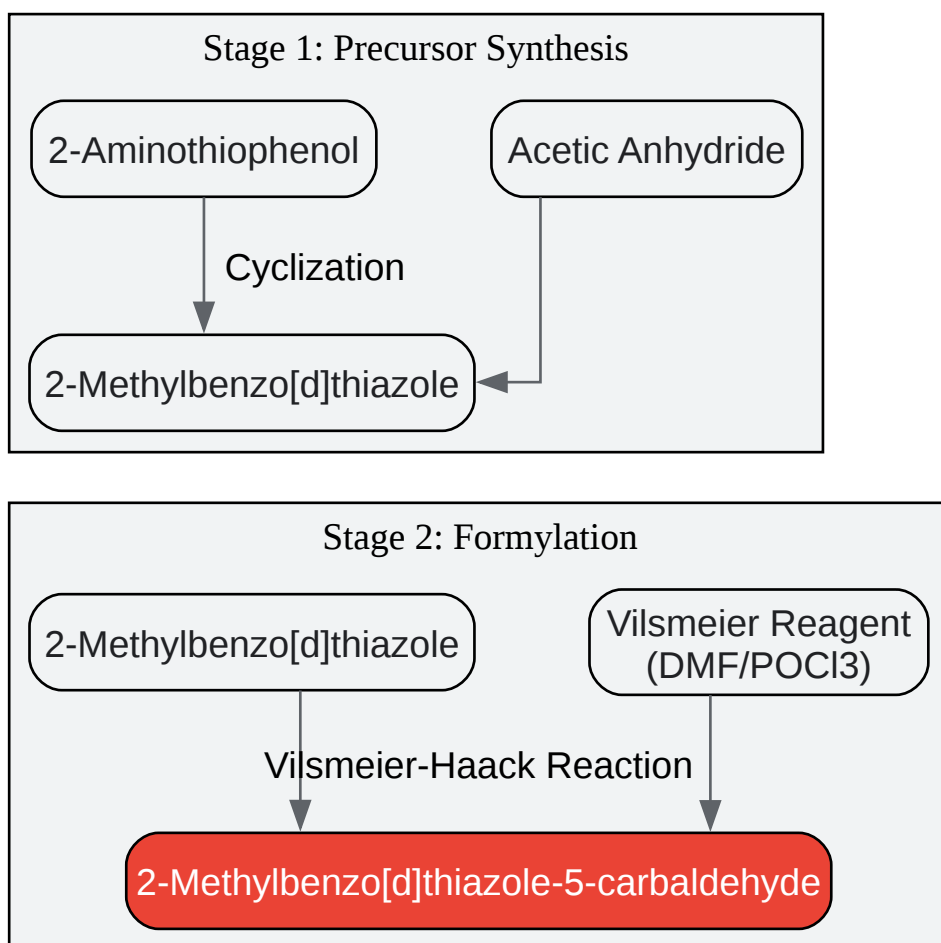 Stage 1: Precursor Synthesis
2-Aminothiophenol
Acetic Anhydride
Cyclization
2-Methylbenzo[d]thiazole
Stage 2: Formylation
2-Methylbenzo[d]thiazole
Vilsmeier Reagent
(DMF/POCl3)
Vilsmeier-Haack Reaction
2-Methylbenzo[d]thiazole-5-carbaldehyde